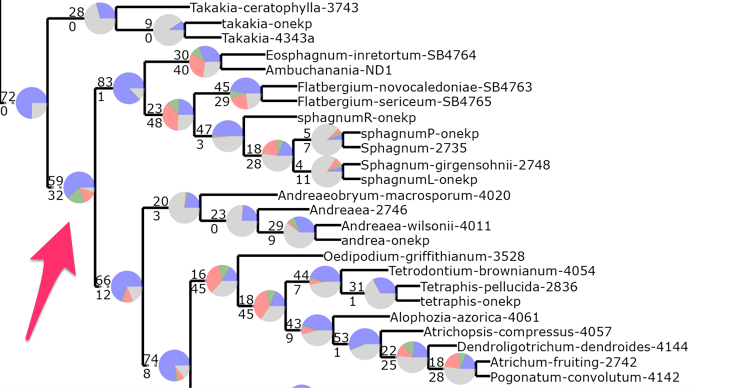 28
0
Takakia-ceratophylla-3743
9
0
takakia-onekp
Takakia-4343a
72
0
83
1
30
40
Eosphagnum-inretortum-SB4764
Ambuchanania-ND1
23
48
45
29
Flatbergium-novocaledoniae-SB4763
Flatbergium-sericeum-SB4765
47
3
sphagnumR-onekp
18
28
5
7
sphagnumP-onekp
Sphagnum-2735
4
11
Sphagnum-girgensohnii-2748
sphagnumL-onekp
59
32
20
3
Andreaeobryum-macrosporum-4020
23
0
Andreaea-2746
29
9
Andreaea-wilsonii-4011
andrea-onekp
66
12
16
45
Oedipodium-griffithianum-3528
18
45
44
7
Tetrodontium-brownianum-4054
31
1
Tetraphis-pellucida-2836
tetraphis-onekp
43
9
Alophozia-azorica-4061
53
1
Atrichopsis-compressus-4057
22
25
Dendroligotrichum-dendroides-4144
18
28
Atrichum-fruiting-2742
Pogonatum-convolutum-4142
74
8